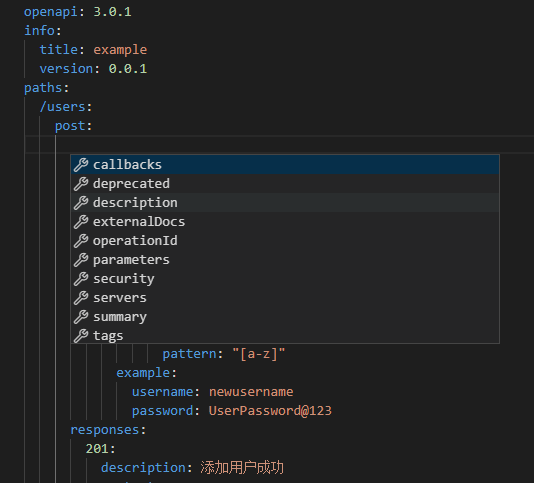 openapi: 3.0.1
info:
title: example
version: 0.0.1
paths:
/users:
post:
callbacks
deprecated
description
externalDocs
operationId
parameters
security
servers
summary
tags
pattern: "[a-z]"
example:
username: newusername
password: UserPassword@123
responses:
201:
description: 添加用户成功